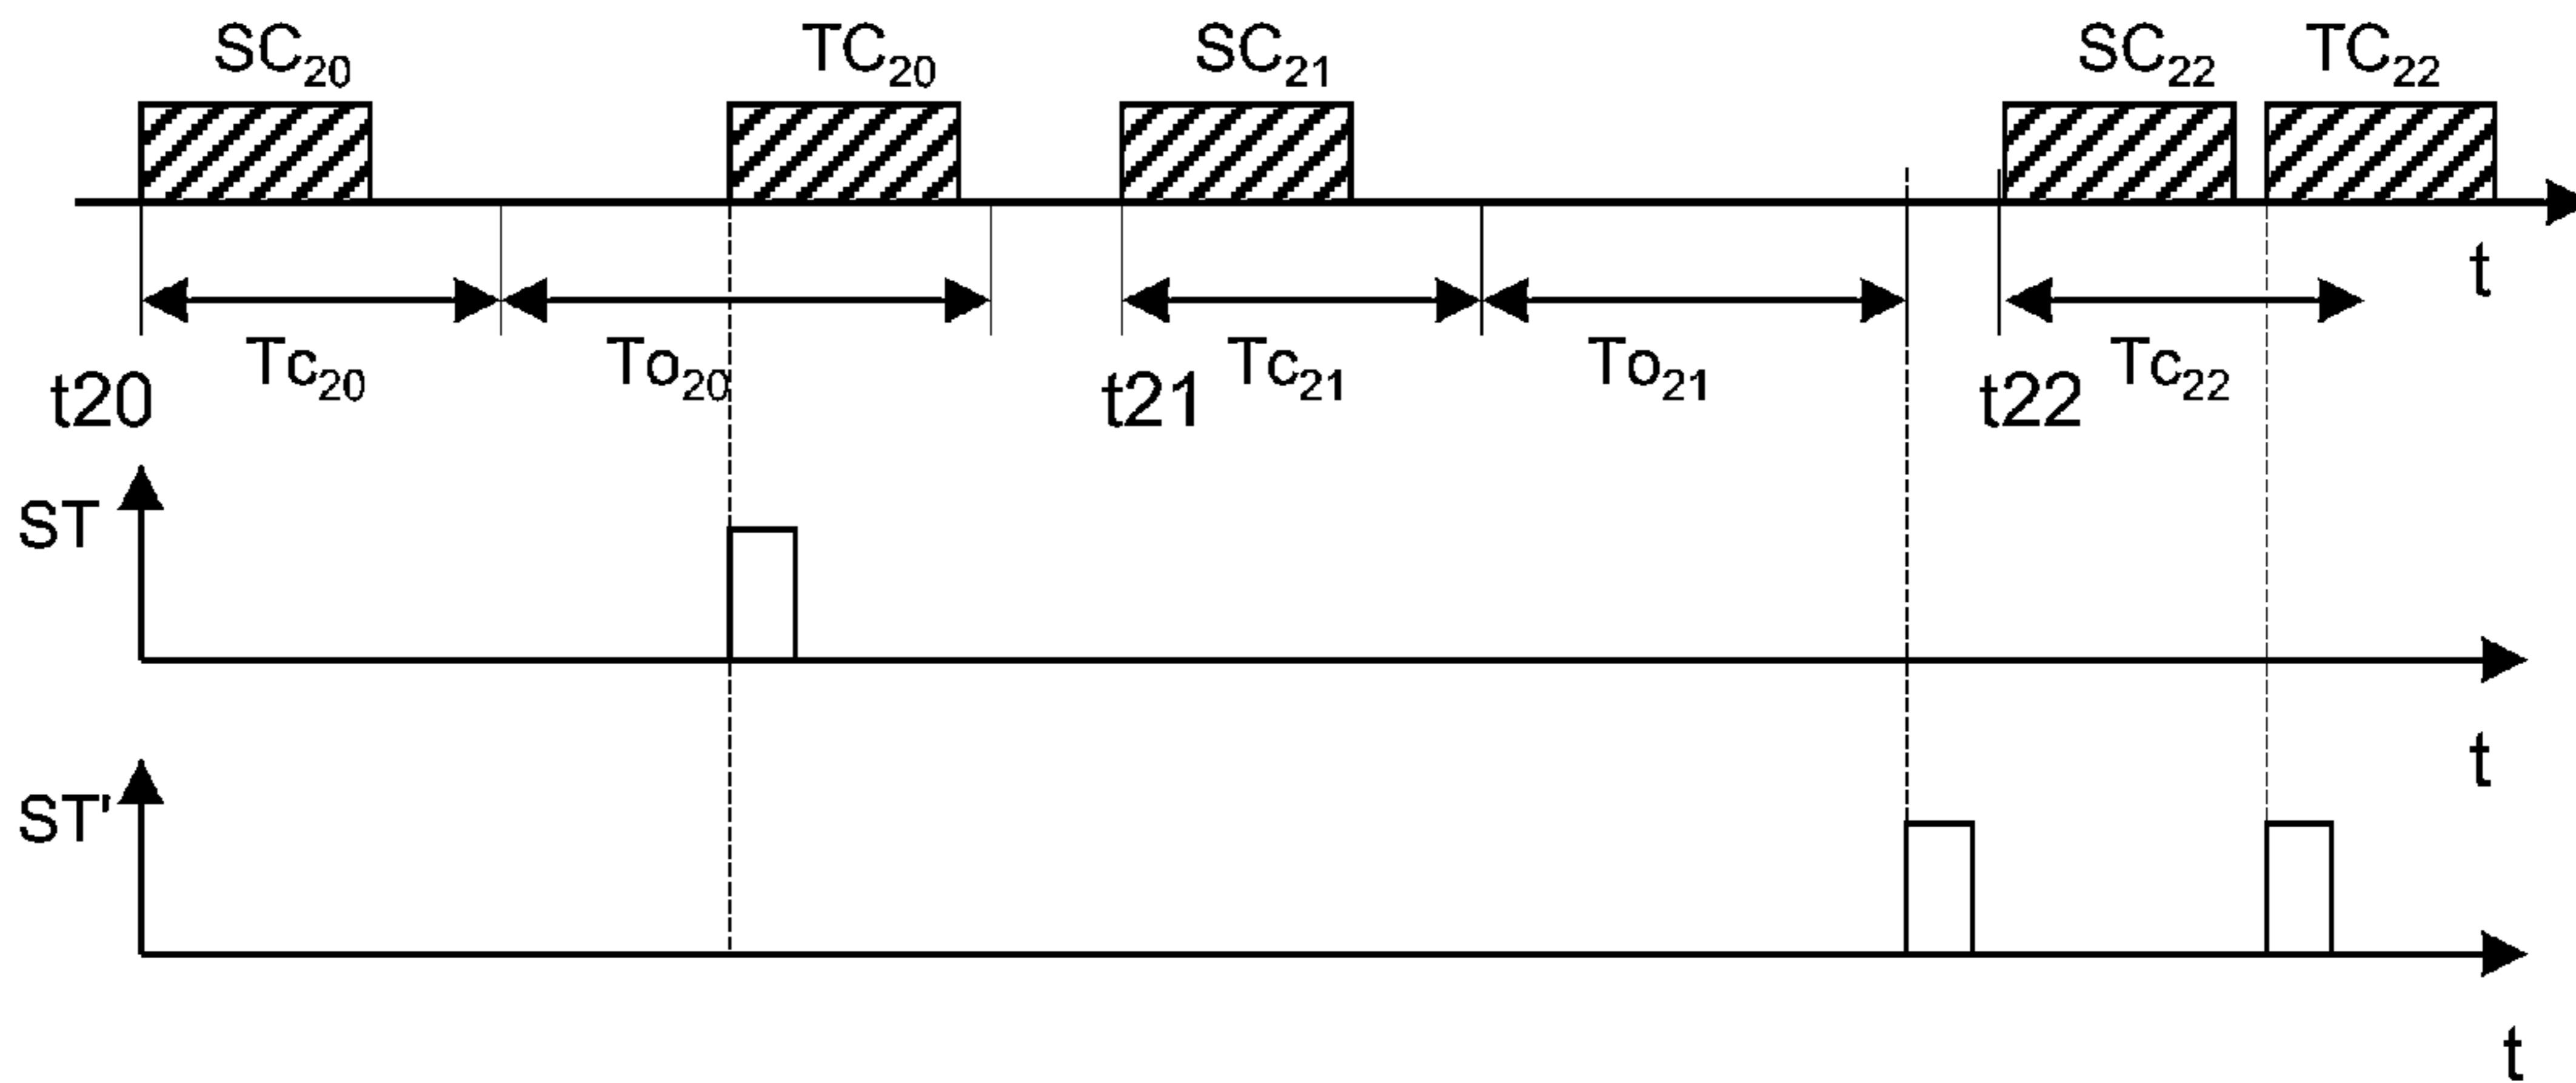 SC₂₀ TC₂₀ SC₂₁ SC₂₂ TC₂₂
t
Tc₂₀ To₂₀ Tc₂₁ To₂₁ Tc₂₂
t20 t21 t22
ST
t
ST'
t